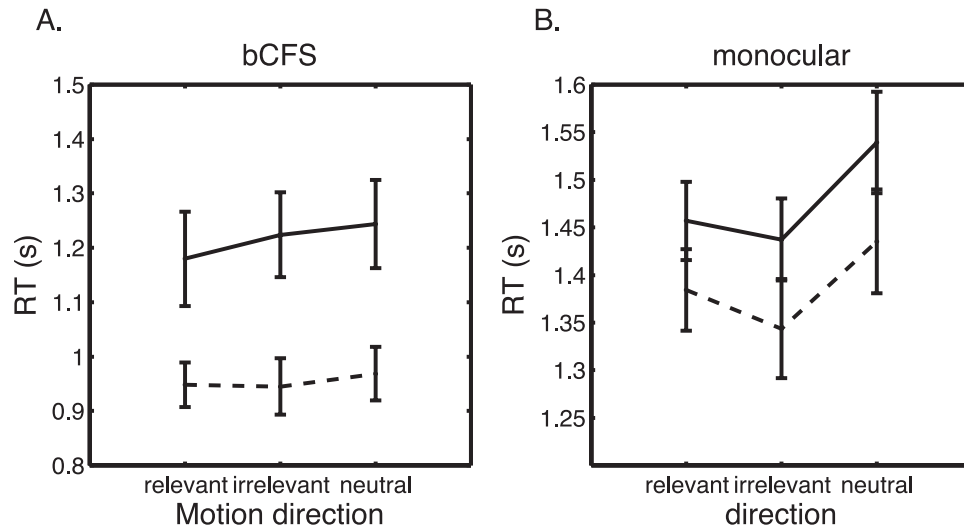 A.
bCFS
1.5
1.4
1.3
1.2
1.1
1
0.9
0.8
RT (s)
relevant irrelevant neutral
Motion direction
B.
monocular
1.6
1.55
1.5
1.45
1.4
1.35
1.3
1.25
RT (s)
relevant irrelevant neutral
direction